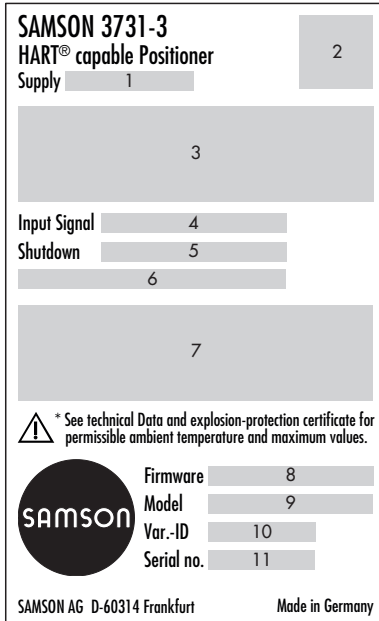 SAMSON 3731-3
HART® capable Positioner
2
Supply 1
3
Input Signal 4
Shutdown 5
6
7
* See technical Data and explosion-protection certificate for
permissible ambient temperature and maximum values.
SAMSON
Firmware 8
Model 9
Var.-ID 10
Serial no. 11
SAMSON AG D-60314 Frankfurt Made in Germany